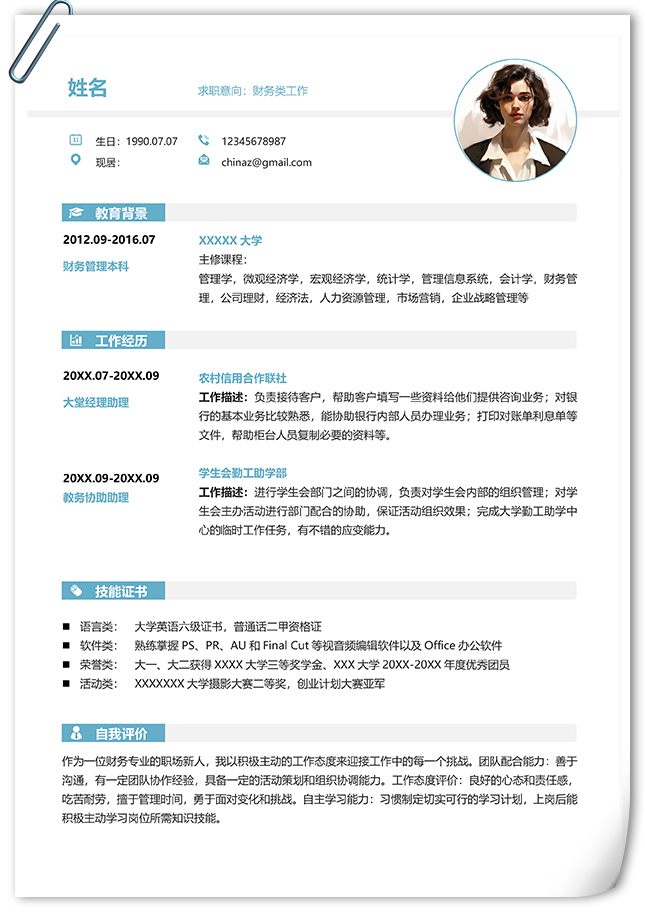 姓名
求职意向：财务类工作
11 生日：1990.07.07 12345678987
现居： chinaz@gmail.com
教育背景
2012.09-2016.07 XXXXX 大学
财务管理本科 主修课程：
管理学，微观经济学，宏观经济学，统计学，管理信息系统，会计学，财务管
理，公司理财，经济法，人力资源管理，市场营销，企业战略管理等
工作经历
20XX.07-20XX.09 农村信用合作联社
大堂经理助理 工作描述：负责接待客户，帮助客户填写一些资料给他们提供咨询业务；对银
行的基本业务比较熟悉，能协助银行内部人员办理业务；打印对账单利息单等
文件，帮助柜台人员复制必要的资料等。
20XX.09-20XX.09 学生会勤工助学部
教务协助助理 工作描述：进行学生会部门之间的协调，负责对学生会内部的组织管理；对学
生会主办活动进行部门配合的协助，保证活动组织效果；完成大学勤工助学中
心的临时工作任务，有不错的应变能力。
技能证书
■ 语言类： 大学英语六级证书，普通话二甲资格证
■ 软件类： 熟练掌握 PS、PR、AU 和 Final Cut 等视音频编辑软件以及 Office 办公软件
■ 荣誉类： 大一、大二获得 XXXX 大学三等奖学金、XXX 大学 20XX-20XX 年度优秀团员
■ 活动类： XXXXXXX 大学摄影大赛二等奖，创业计划大赛亚军
自我评价
作为一位财务专业的职场新人，我以积极主动的工作态度来迎接工作中的每一个挑战。团队配合能力：善于
沟通，有一定团队协作经验，具备一定的活动策划和组织协调能力。工作态度评价：良好的心态和责任感，
吃苦耐劳，擅于管理时间，勇于面对变化和挑战。自主学习能力：习惯制定切实可行的学习计划，上岗后能
积极主动学习岗位所需知识技能。